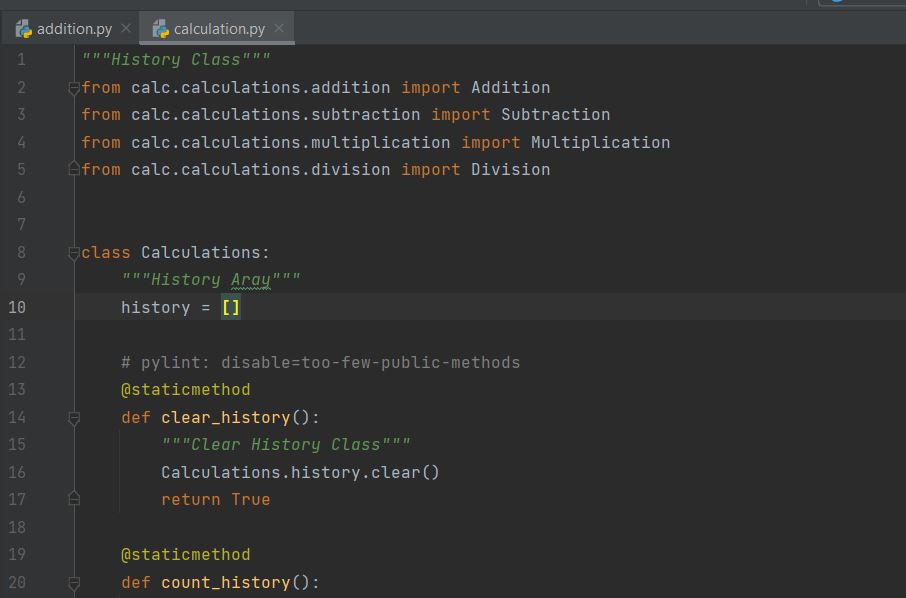 addition.py calculation.py
1 """History Class"""
2 from calc.calculations.addition import Addition
3 from calc.calculations.subtraction import Subtraction
4 from calc.calculations.multiplication import Multiplication
5 from calc.calculations.division import Division
6
7
8 class Calculations:
9     """History Aray"""
10     history = []
11
12     # pylint: disable=too-few-public-methods
13     @staticmethod
14     def clear_history():
15         """Clear History Class"""
16         Calculations.history.clear()
17         return True
18
19     @staticmethod
20     def count_history():